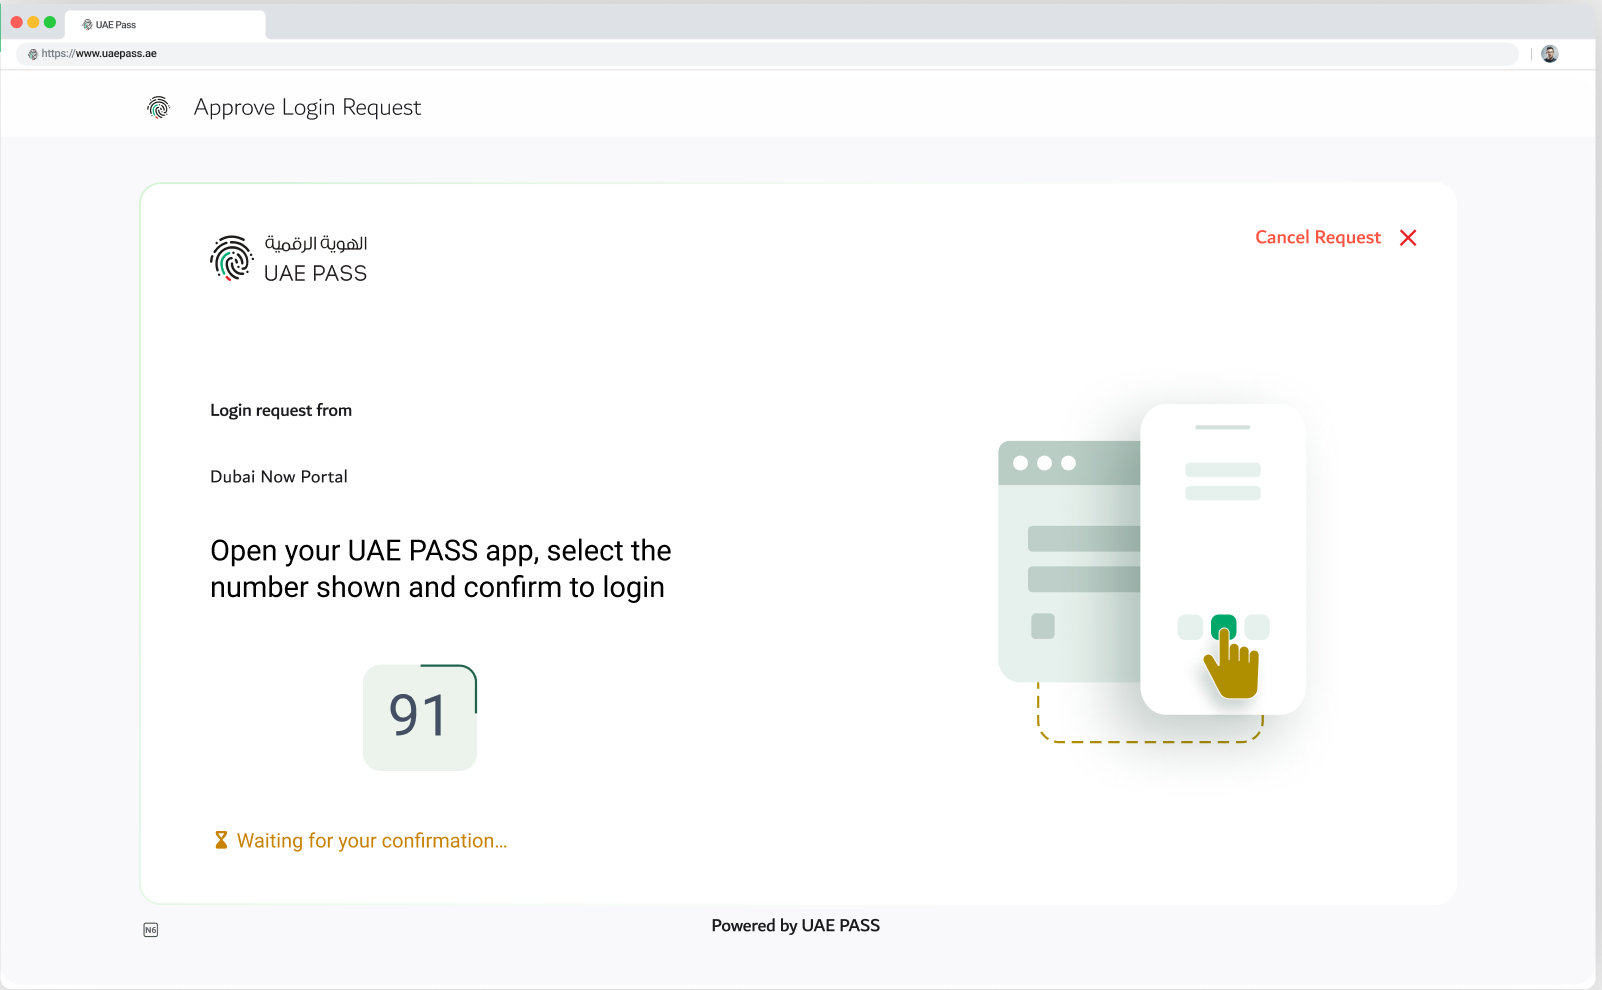 UAE Pass
https://www.uaepass.ae
Approve Login Request
الهوية الرقمية
UAE PASS
Cancel Request
Login request from
Dubai Now Portal
Open your UAE PASS app, select the
number shown and confirm to login
91
Waiting for your confirmation...
Powered by UAE PASS
N6